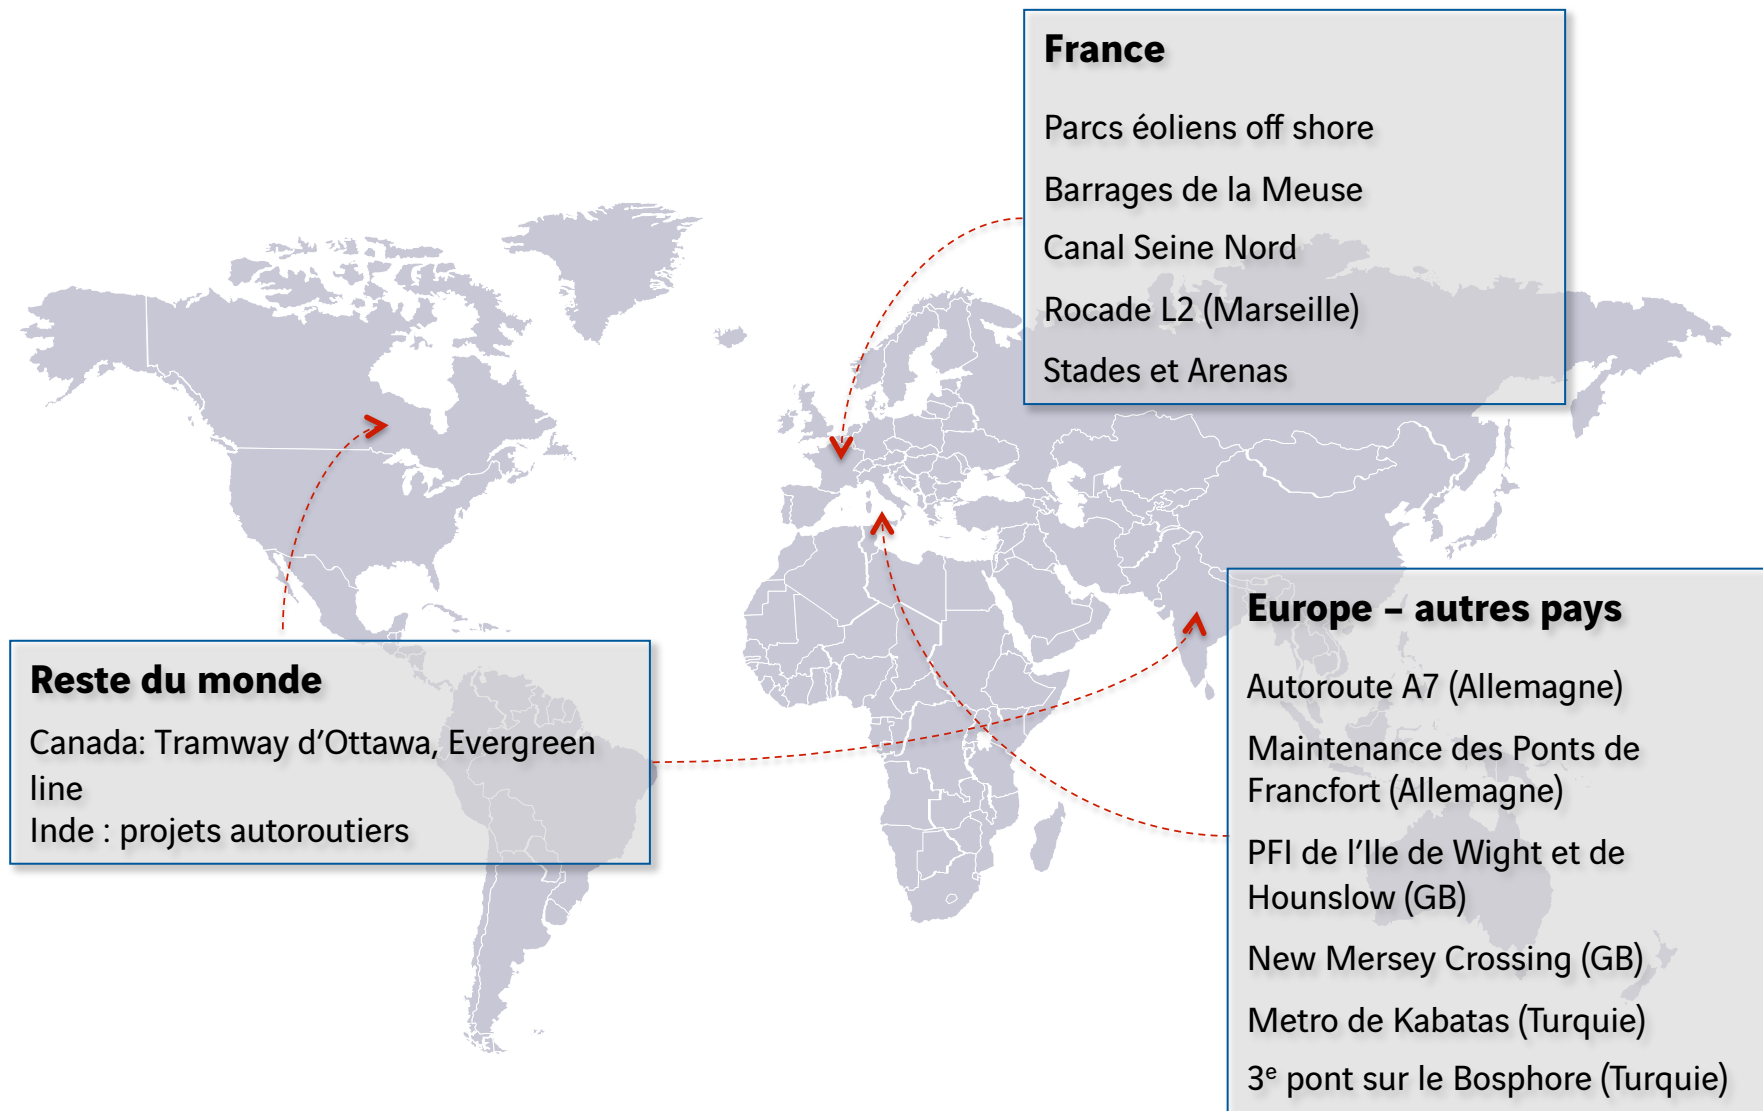 France
Parcs éoliens off shore
Barrages de la Meuse
Canal Seine Nord
Rocade L2 (Marseille)
Stades et Arenas
Reste du monde
Canada: Tramway d’Ottawa, Evergreen
line
Inde : projets autoroutiers
Europe – autres pays
Autoroute A7 (Allemagne)
Maintenance des Ponts de
Francfort (Allemagne)
PFI de l’Ile de Wight et de
Hounslow (GB)
New Mersey Crossing (GB)
Metro de Kabatas (Turquie)
3e pont sur le Bosphore (Turquie)